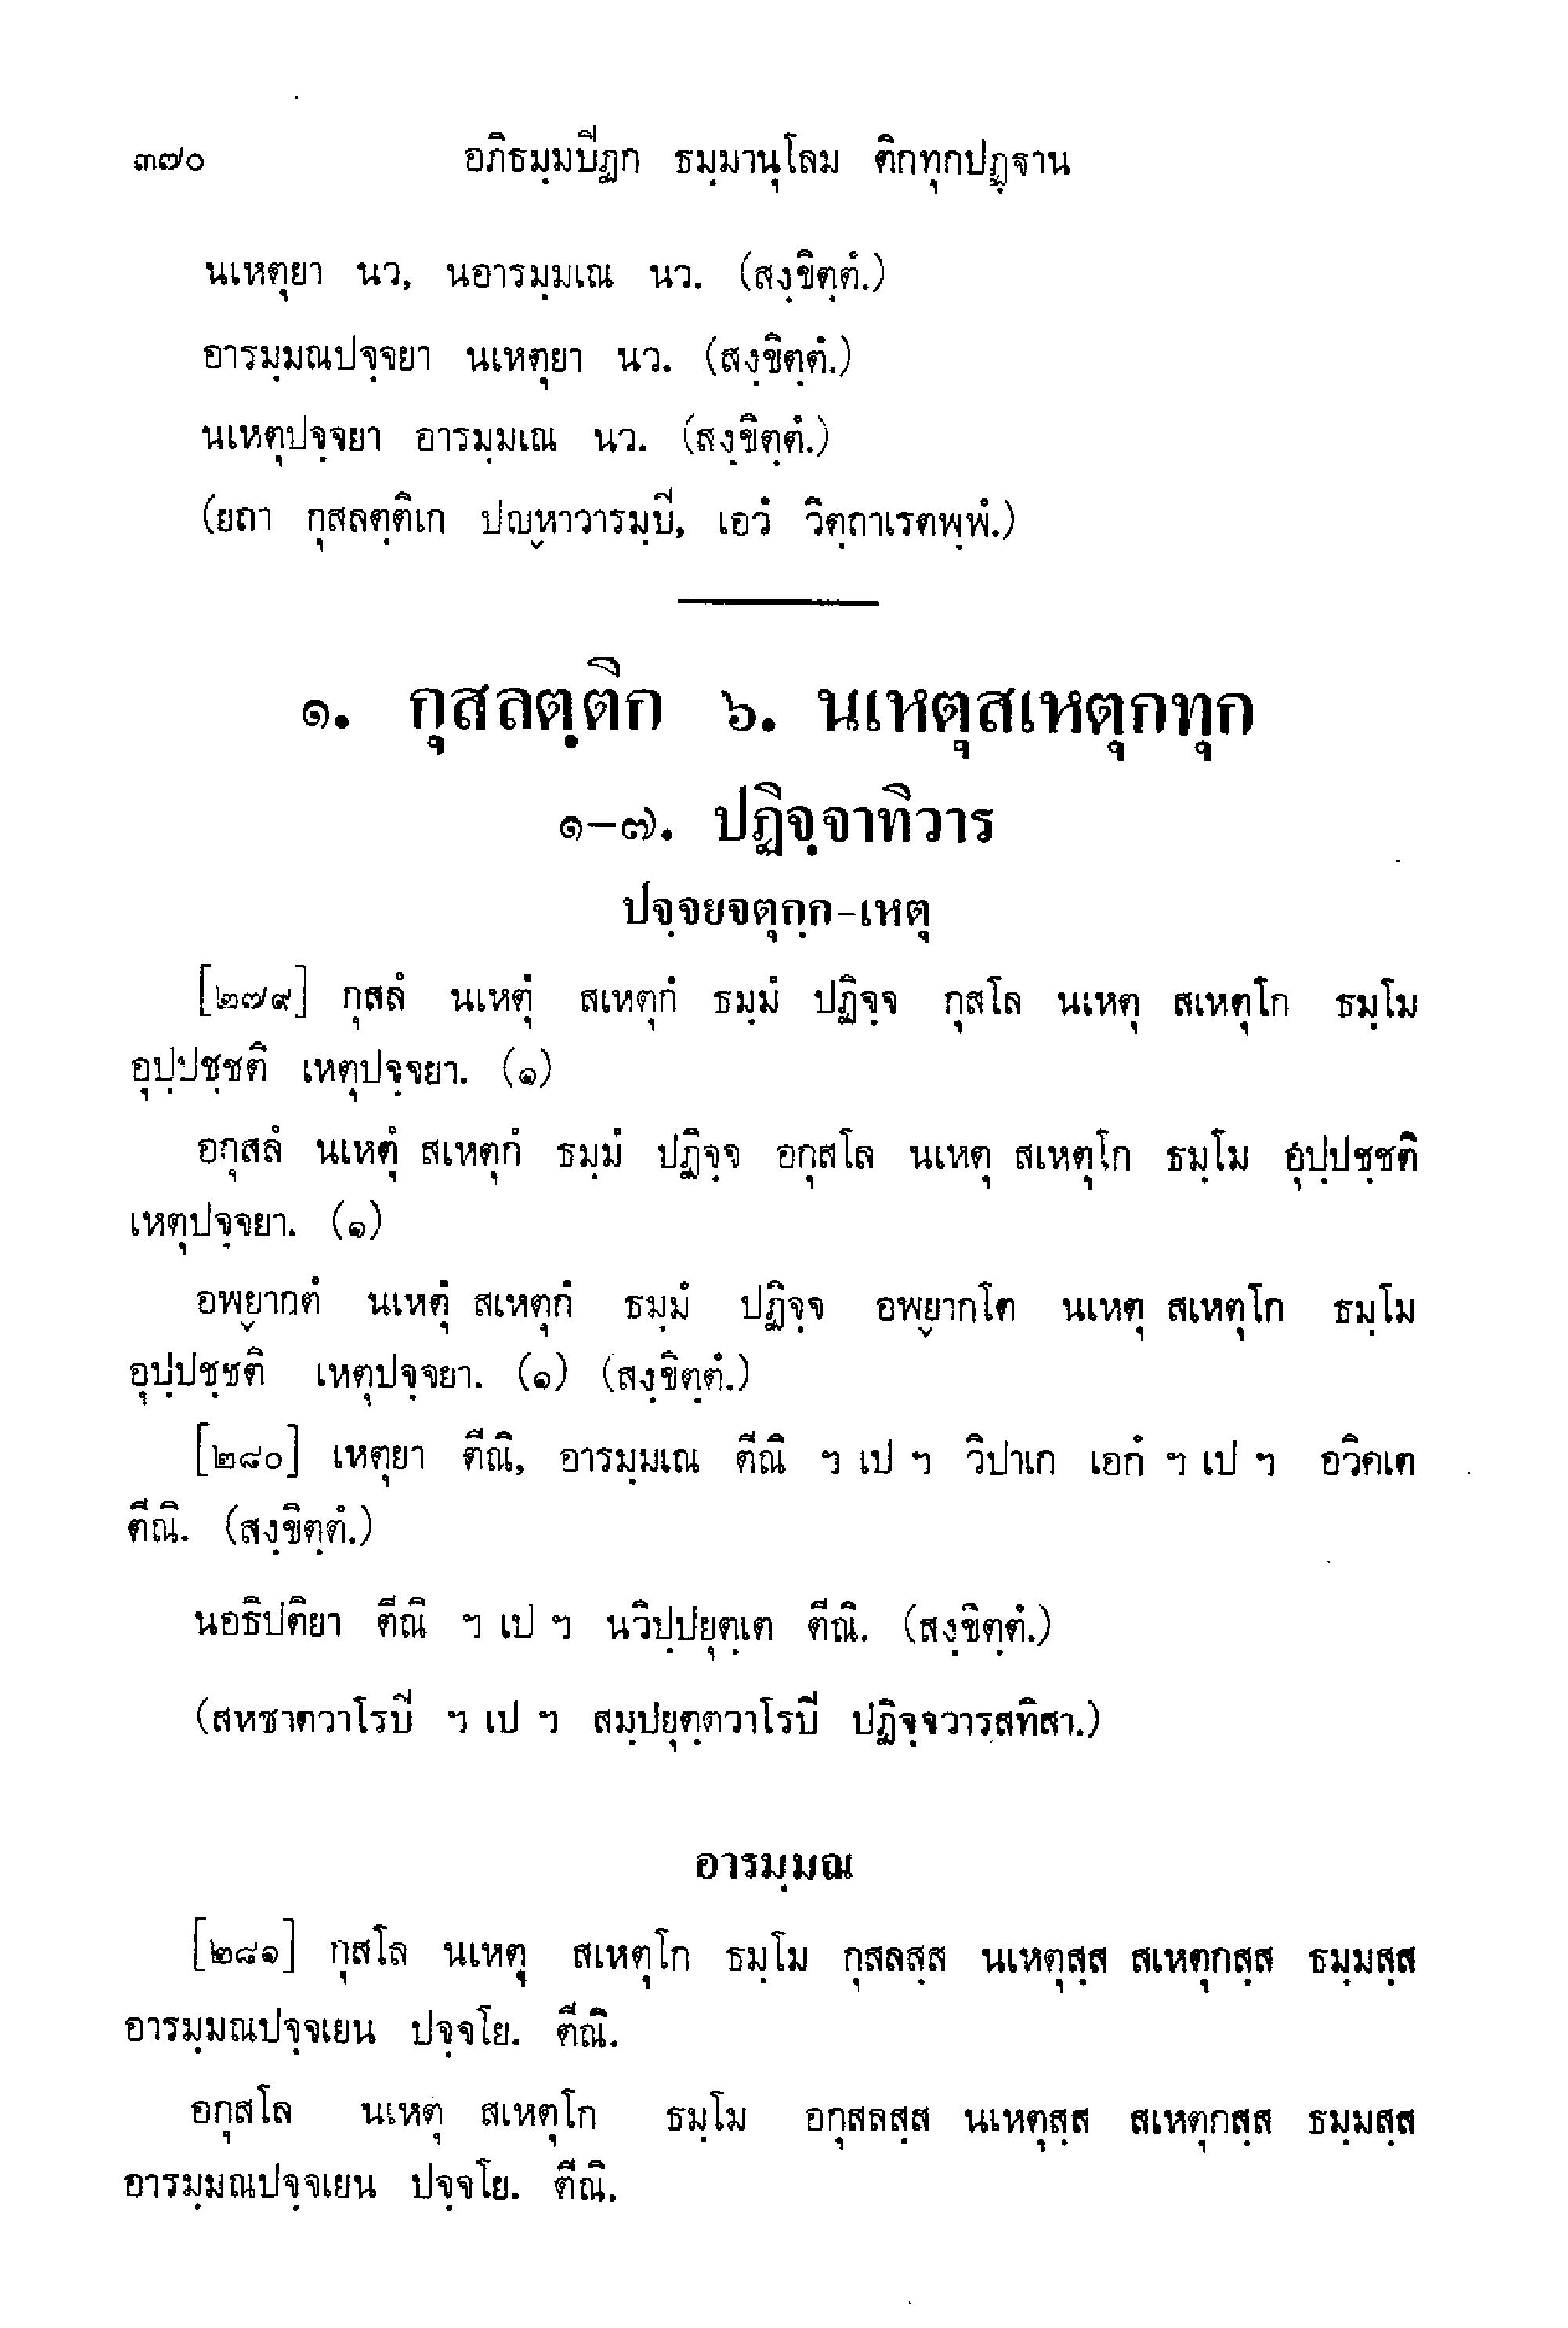 ๓๗๐ อภิธมฺมปิฏก ธมฺมานุโลม ติกทุกปฏฺฐาน
นเหตุยา นว, นอารมฺมเณ นว. (สงฺขิตฺตํ.)
อารมฺมณปจฺจยา นเหตุยา นว. (สงฺขิตฺตํ.)
นเหตุปจฺจยา อารมฺมเณ นว. (สงฺขิตฺตํ.)
(ยถา กุสลตฺติเก ปญฺหาวารมฺปิ, เอวํ วิตฺถาเรตพฺพํ.)
๑. กุสลตฺติก ๖. นเหตุสเหตุกทุก
๑-๗. ปฏิจฺจาทิวาร
ปจฺจยจตุกฺก-เหตุ
[๒๗๙] กุสลํ นเหตุํ สเหตุกํ ธมฺมํ ปฏิจฺจ กุสโล นเหตุ สเหตุโก ธมฺโม
อุปฺปชฺชติ เหตุปจฺจยา. (๑)
อกุสลํ นเหตุํ สเหตุกํ ธมฺมํ ปฏิจฺจ อกุสโล นเหตุ สเหตุโก ธมฺโม อุปฺปชฺชติ
เหตุปจฺจยา. (๑)
อพฺยากตํ นเหตุํ สเหตุกํ ธมฺมํ ปฏิจฺจ อพฺยากโต นเหตุ สเหตุโก ธมฺโม
อุปฺปชฺชติ เหตุปจฺจยา. (๑) (สงฺขิตฺตํ.)
[๒๘๐] เหตุยา ตีณิ, อารมฺมเณ ตีณิ ฯ เป ฯ วิปาเก เอกํ ฯ เป ฯ อวิคเต
ตีณิ. (สงฺขิตฺตํ.)
นอธิปติยา ตีณิ ฯ เป ฯ นวิปฺปยุตฺเต ตีณิ. (สงฺขิตฺตํ.)
(สหชาตวาโรปิ ฯ เป ฯ สมฺปยุตฺตวาโรปิ ปฏิจฺจวารสทิสา.)
อารมฺมณ
[๒๘๑] กุสโล นเหตุ สเหตุโก ธมฺโม กุสลสฺส นเหตุสฺส สเหตุกสฺส ธมฺมสฺส
อารมฺมณปจฺจเยน ปจฺจโย. ตีณิ.
อกุสโล นเหตุ สเหตุโก ธมฺโม อกุสลสฺส นเหตุสฺส สเหตุกสฺส ธมฺมสฺส
อารมฺมณปจฺจเยน ปจฺจโย. ตีณิ.